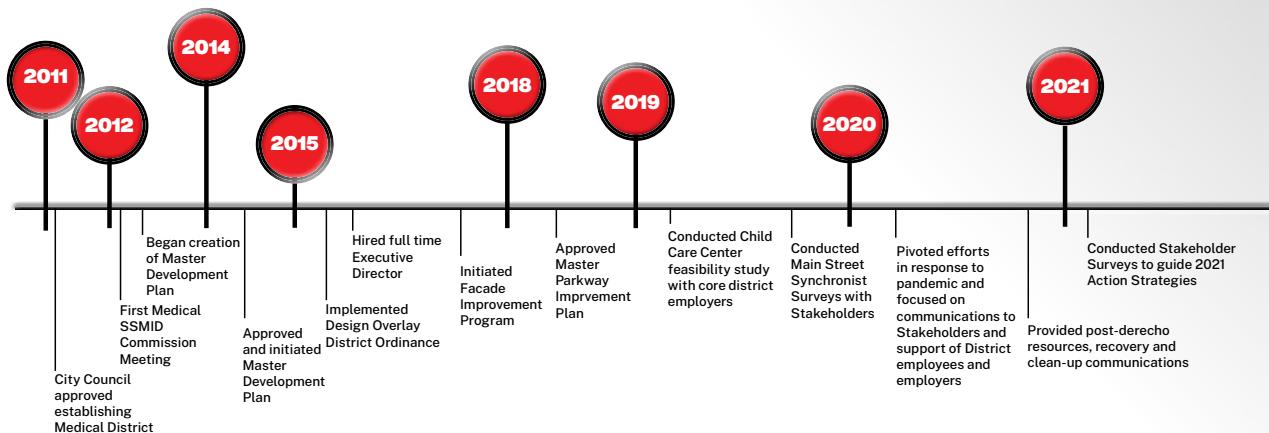 2011
2012
2014
2015
2018
2019
2020
2021
City Council
approved
establishing
Medical District
First Medical
SSMID
Commission
Meeting
Began creation
of Master
Development
Plan
Approved
and initiated
Master
Development
Plan
Implemented
Design Overlay
District Ordinance
Hired full time
Executive
Director
Initiated
Facade
Improvement
Program
Approved
Master
Parkway
Imprvement
Plan
Conducted Child
Care Center
feasibility study
with core district
employers
Conducted
Main Street
Synchronist
Surveys with
Stakeholders
Pivoted efforts
in response to
pandemic and
focused on
communications to
Stakeholders and
support of District
employees and
employers
Provided post-derecho
resources, recovery and
clean-up communications
Conducted Stakeholder
Surveys to guide 2021
Action Strategies